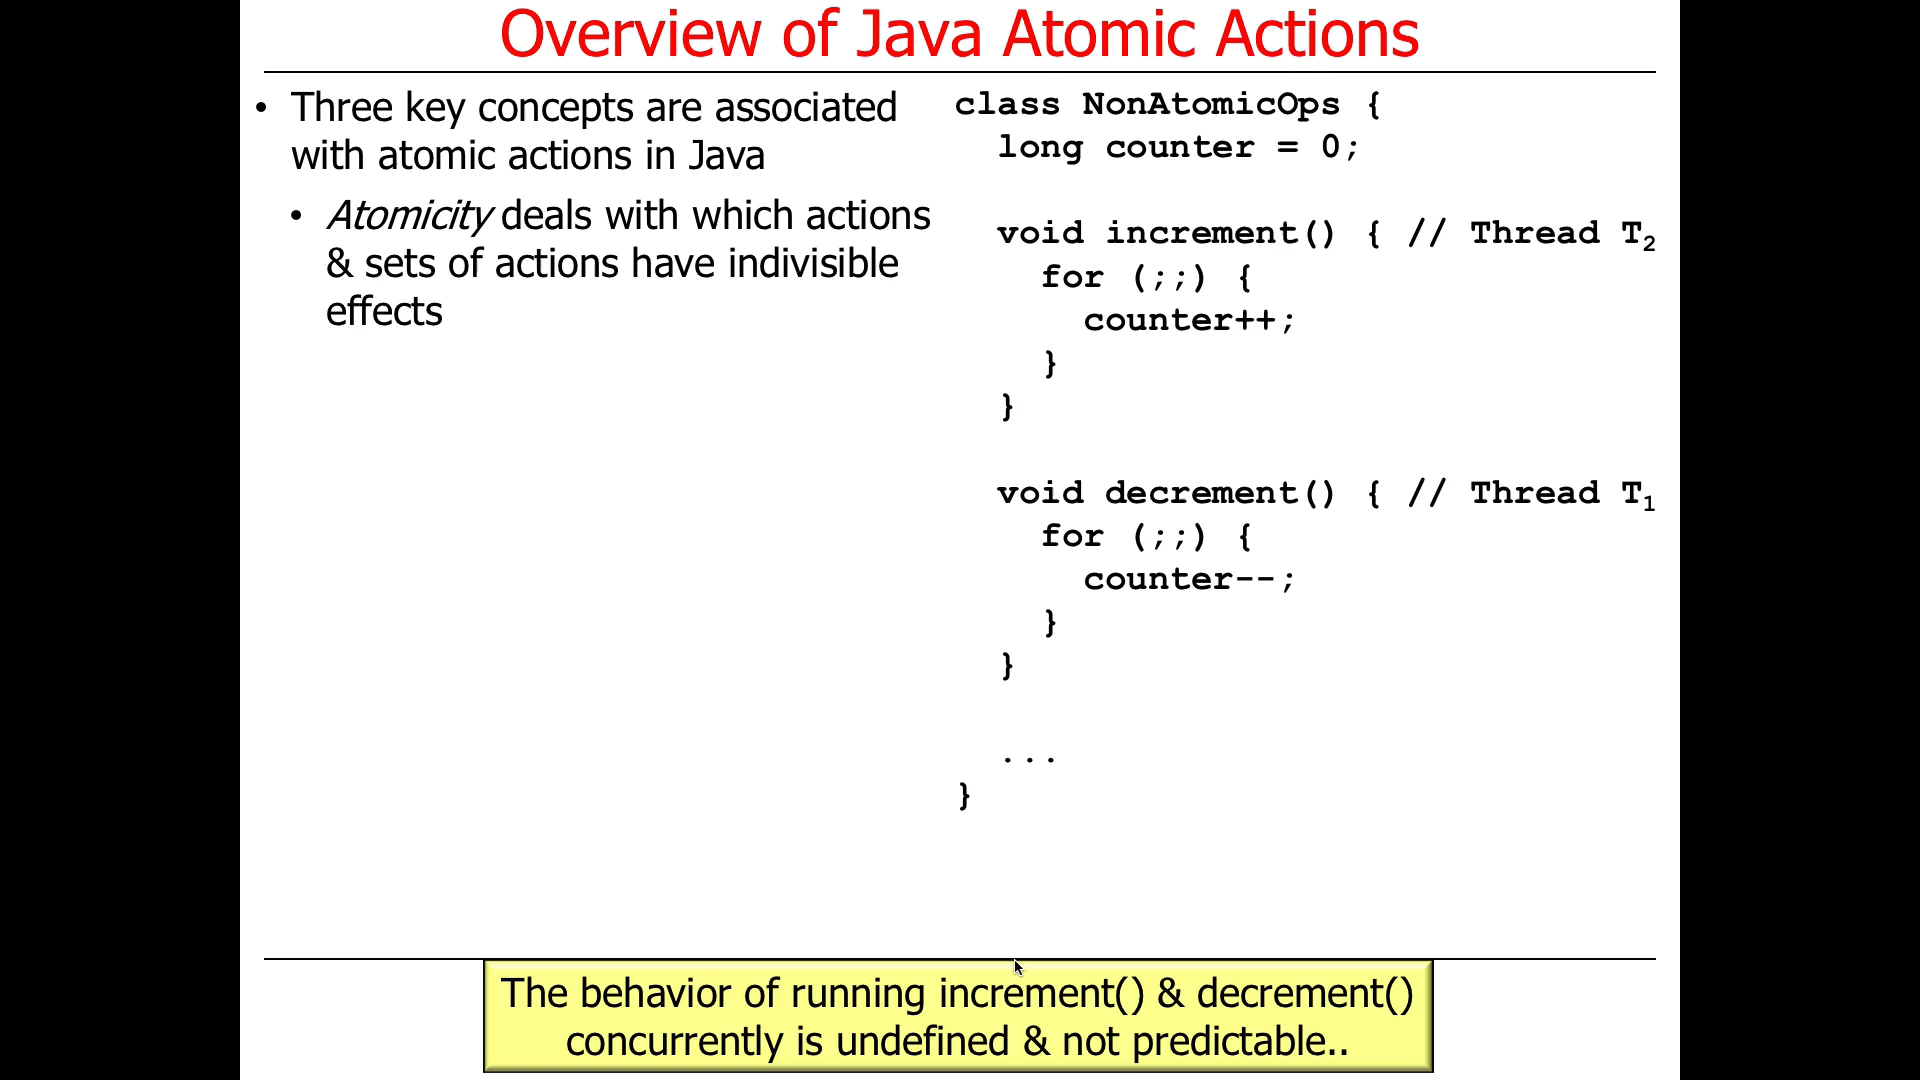 Overview of Java Atomic Actions
• Three key concepts are associated
with atomic actions in Java
• Atomicity deals with which actions
& sets of actions have indivisible
effects
class NonAtomicOps {
long counter = 0;
void increment() { // Thread T₂
for (;;) {
counter++;
}
}
void decrement() { // Thread T₁
for (;;) {
counter--;
}
}
...
}
The behavior of running increment() & decrement()
concurrently is undefined & not predictable..